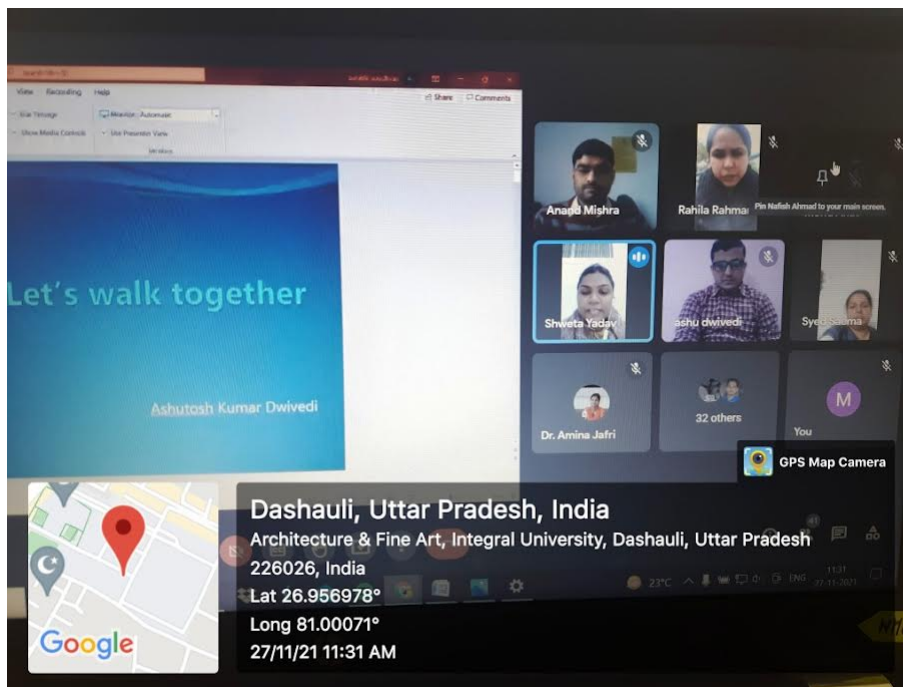 View Recording Help
Share Comments
Monitor: Automatic
Show Media Controls Use Presenter View
Monitors
Let's walk together
Ashutosh Kumar Dwivedi
Anand Mishra
Rahila Rahma
Pin Nafish Ahmad to your main screen.
Shweta Yadav
ashu dwivedi
Syed
Dr. Amina Jafri
32 others
M
You
GPS Map Camera
Dashauli, Uttar Pradesh, India
Architecture & Fine Art, Integral University, Dashauli, Uttar Pradesh
226026, India
Lat 26.956978°
Long 81.00071°
27/11/21 11:31 AM
Google
41
23°C ENG 11:31
27-11-2021